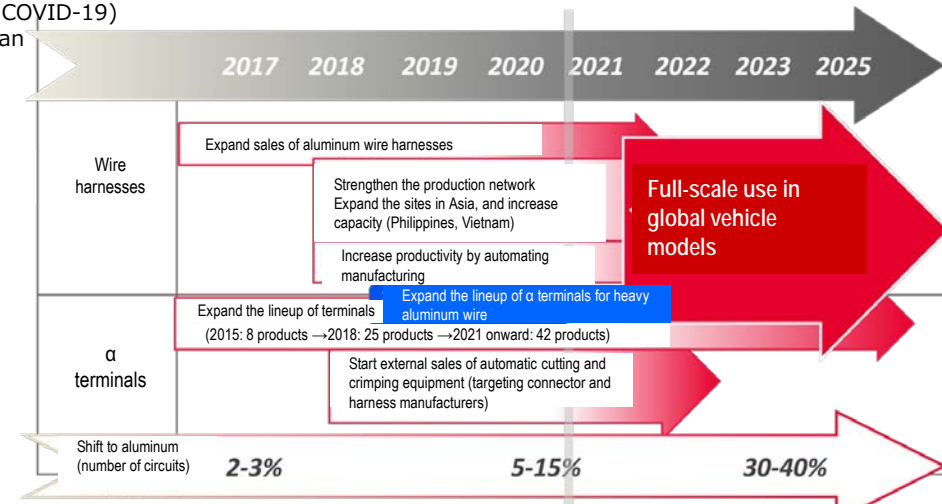 COVID-19)
an
2017 2018 2019 2020 2021 2022 2023 2025
Wire
harnesses
Expand sales of aluminum wire harnesses
Strengthen the production network
Expand the sites in Asia, and increase
capacity (Philippines, Vietnam)
Increase productivity by automating
manufacturing
Full-scale use in
global vehicle
models
α
terminals
Expand the lineup of terminals
Expand the lineup of α terminals for heavy
aluminum wire
(2015: 8 products →2018: 25 products →2021 onward: 42 products)
Start external sales of automatic cutting and
crimping equipment (targeting connector and
harness manufacturers)
Shift to aluminum
(number of circuits)
2-3% 5-15% 30-40%